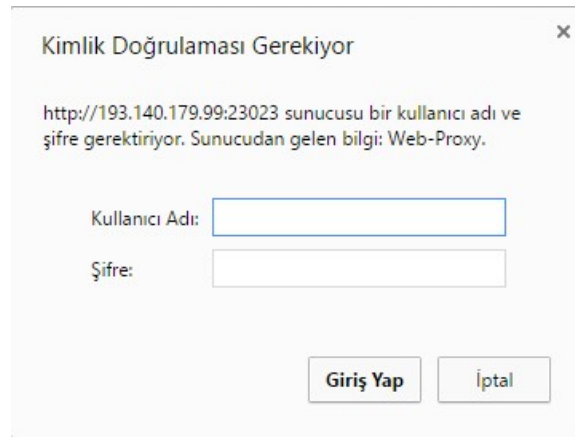 Kimlik Doğrulaması Gerekiyor
http://193.140.179.99:23023 sunucusu bir kullanıcı adı ve
şifre gerektiriyor. Sunucudan gelen bilgi: Web-Proxy.
Kullanıcı Adı:
Şifre:
Giriş Yap İptal